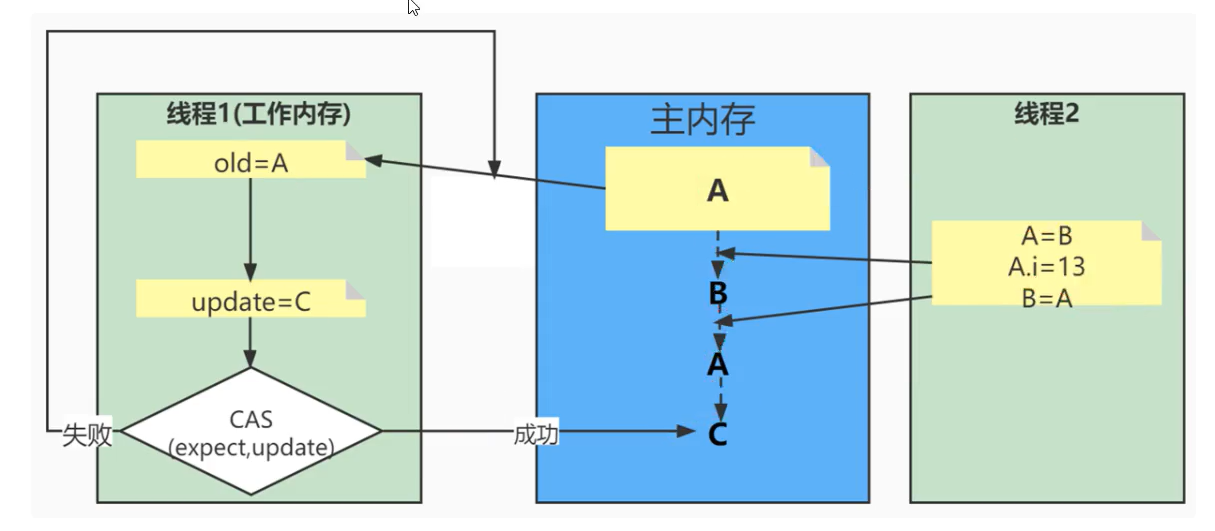 线程1(工作内存)
old=A
update=C
CAS
(expect,update)
失败
成功
主内存
A
B
A
C
线程2
A=B
A.i=13
B=A